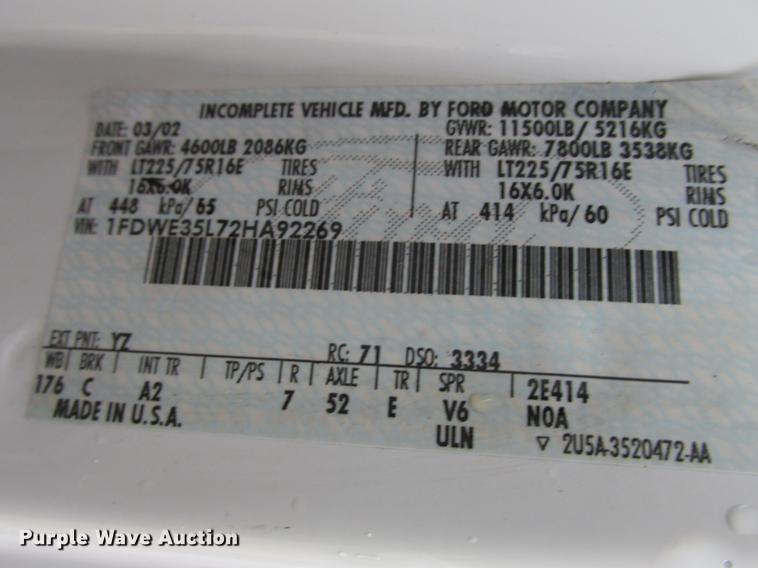 INCOMPLETE VEHICLE MFD. BY FORD MOTOR COMPANY
DATE: 03/02 GVWR: 11500LB/ 5216KG
FRONT GAWR: 4600LB 2086KG REAR GAWR: 7800LB 3538KG
WITH LT225/75R16E TIRES WITH LT225/75R16E TIRES
16X6.0K RIMS 16X6.0K RIMS
AT 448 kPa/65 PSI COLD AT 414 kPa/60 PSI COLD
VIN: 1FDWE35L72HA92269
EXT PNT: YZ RC: 71 DSO: 3334
WB BRK INT TR TP/PS R AXLE TR SPR 2E414
176 C A2 7 52 E V6 NOA
MADE IN U.S.A. ULN 2U5A-3520472-AA
Purple Wave Auction